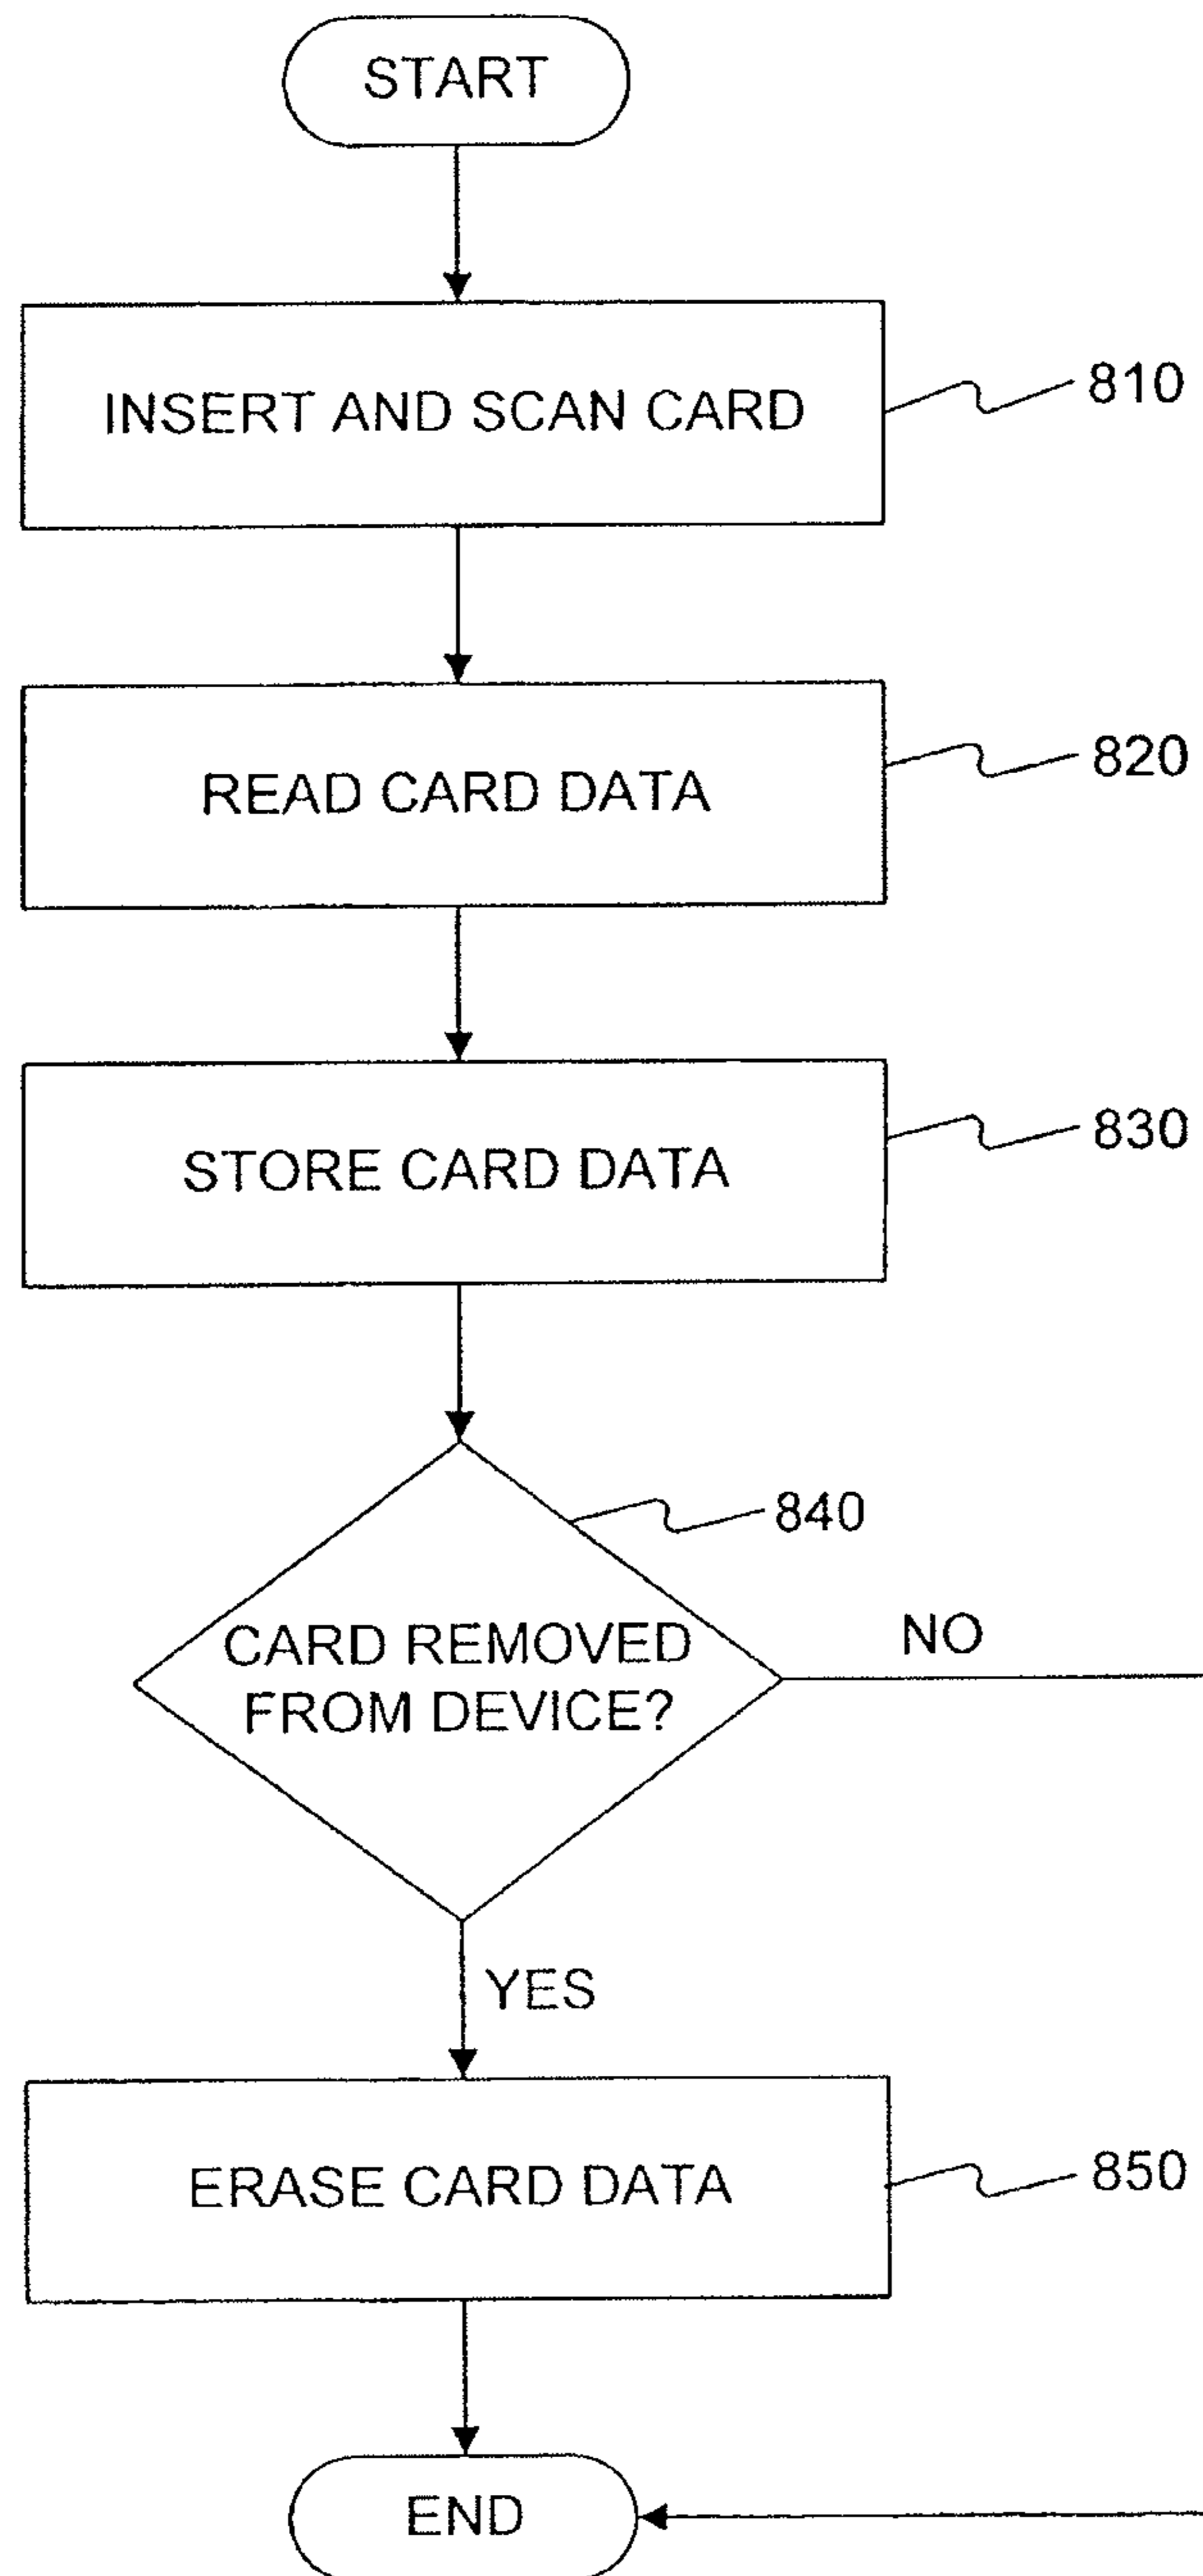 START
INSERT AND SCAN CARD
810
READ CARD DATA
820
STORE CARD DATA
830
840
CARD REMOVED
FROM DEVICE?
NO
YES
ERASE CARD DATA
850
END